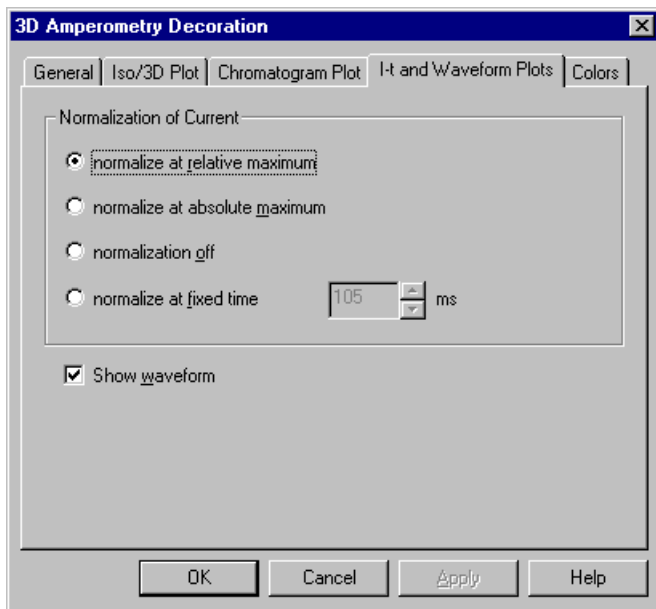 3D Amperometry Decoration
General Iso/3D Plot Chromatogram Plot I-t and Waveform Plots Colors
Normalization of Current
normalize at relative maximum
normalize at absolute maximum
normalization off
normalize at fixed time 105 ms
Show waveform
OK Cancel Apply Help